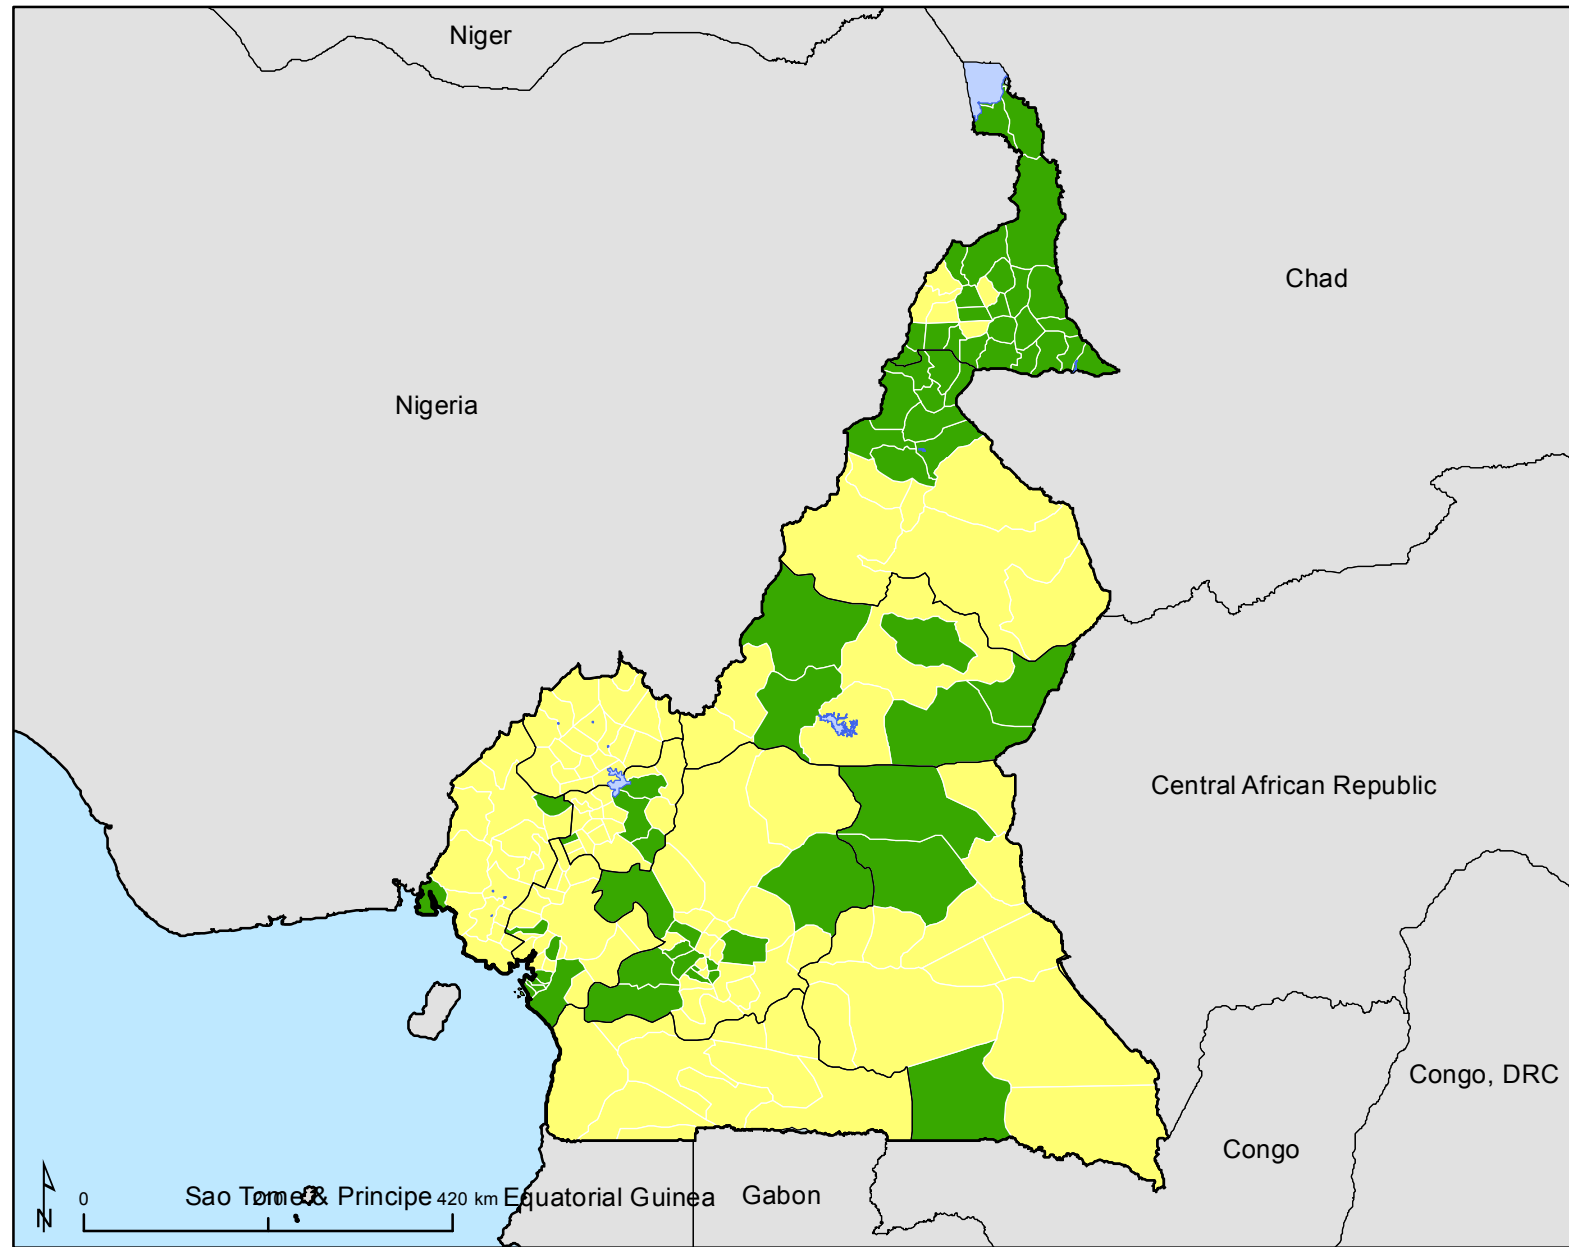 Niger
Chad
Nigeria
Central African Republic
Congo, DRC
Congo
Sao Tome & Principe
Equatorial Guinea
Gabon
0
420 km
N